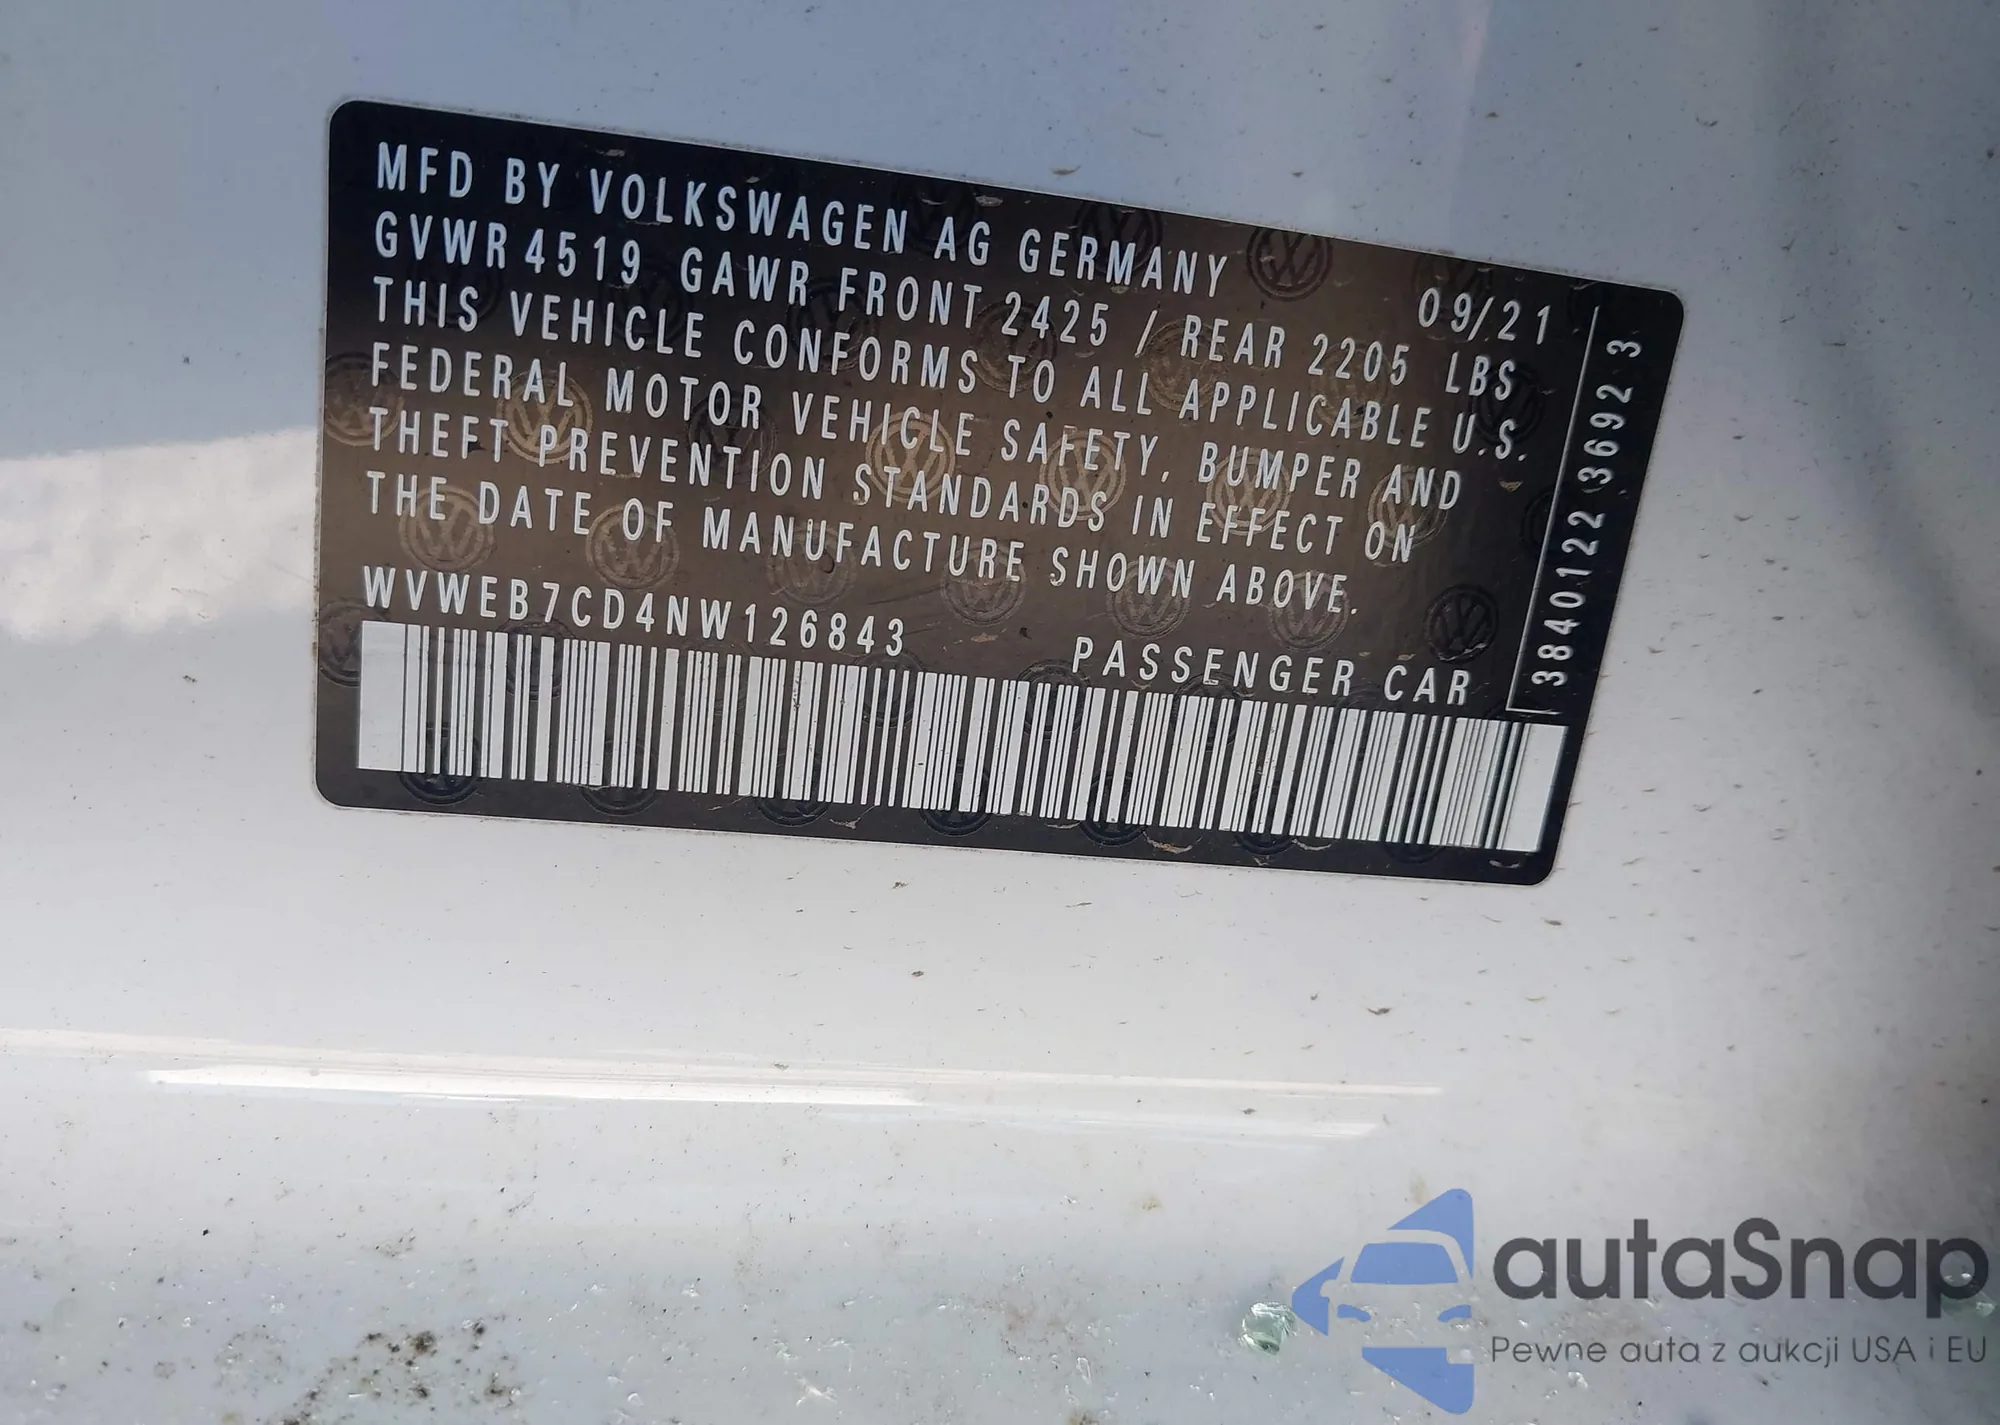 MFD BY VOLKSWAGEN AG GERMANY 09/21
GVWR 4519 GAWR FRONT 2425 / REAR 2205 LBS
THIS VEHICLE CONFORMS TO ALL APPLICABLE U.S.
FEDERAL MOTOR VEHICLE SAFETY, BUMPER AND
THEFT PREVENTION STANDARDS IN EFFECT ON
THE DATE OF MANUFACTURE SHOWN ABOVE.
WVWEB7CD4NW126843 PASSENGER CAR
3840122 3692 3
autaSnap
Pewne auta z aukcji USA i EU